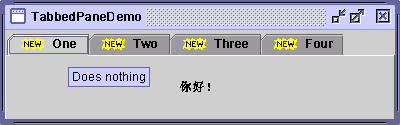 TabbedPaneDemo
NEW One NEW Two NEW Three NEW Four
Does nothing
你好！